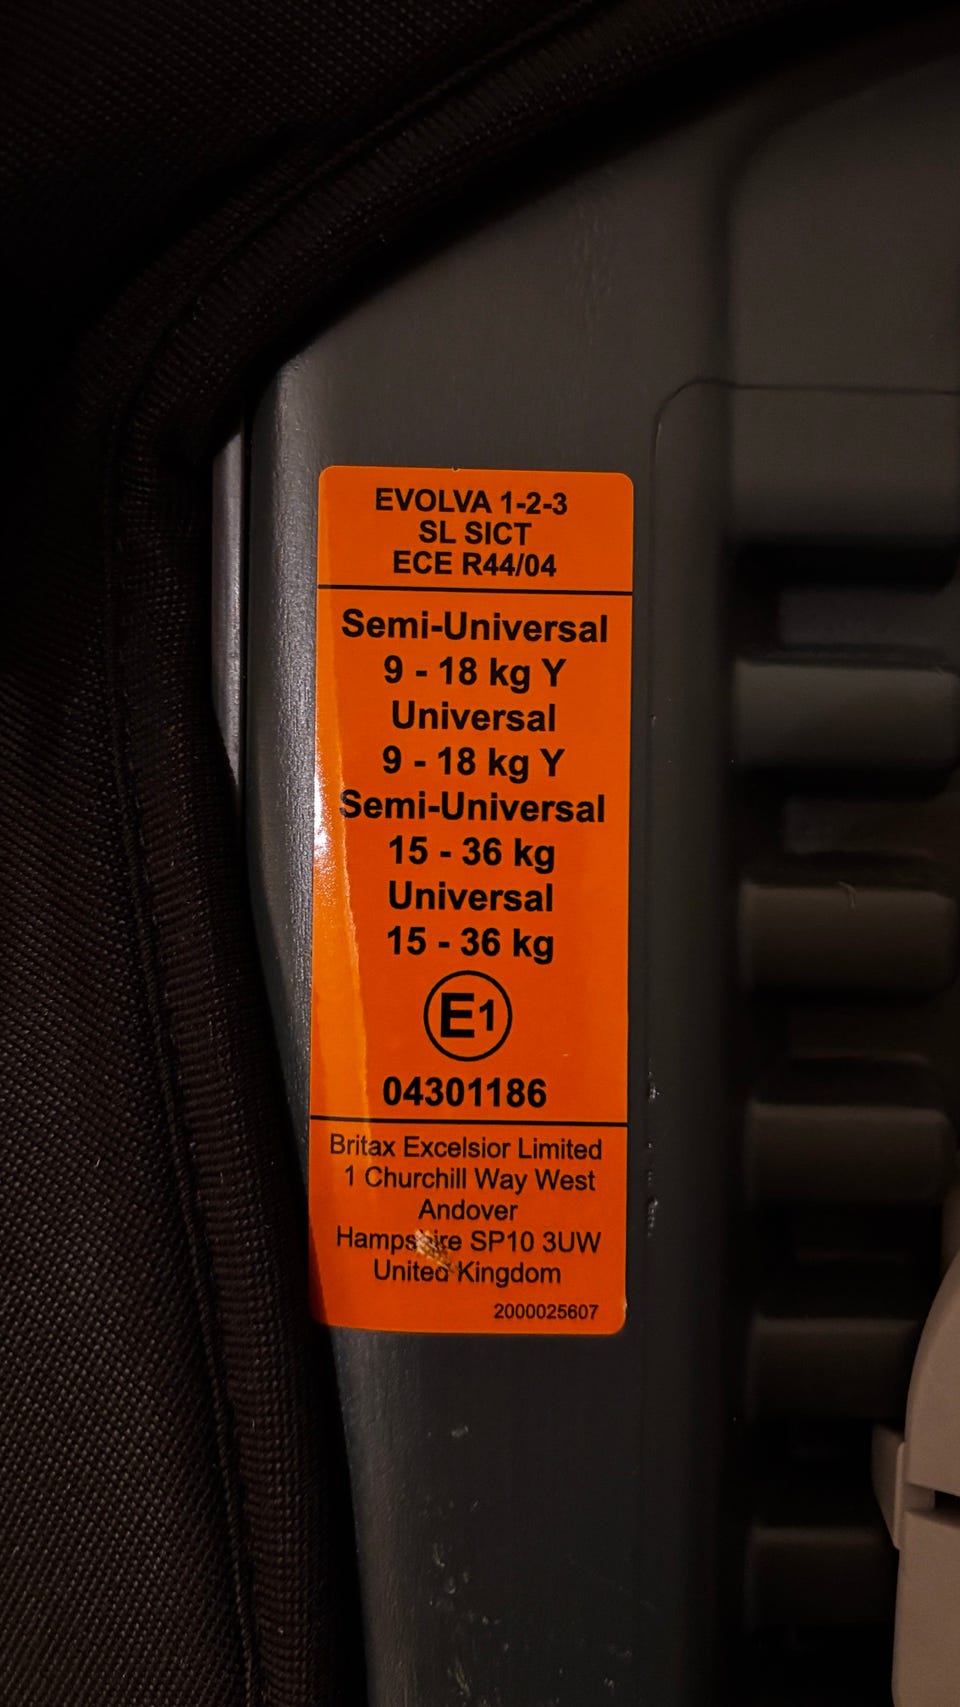 EVOLVA 1-2-3
SL SICT
ECE R44/04
Semi-Universal
9 - 18 kg Y
Universal
9 - 18 kg Y
Semi-Universal
15 - 36 kg
Universal
15 - 36 kg
E1
04301186
Britax Excelsior Limited
1 Churchill Way West
Andover
Hampshire SP10 3UW
United Kingdom
2000025607